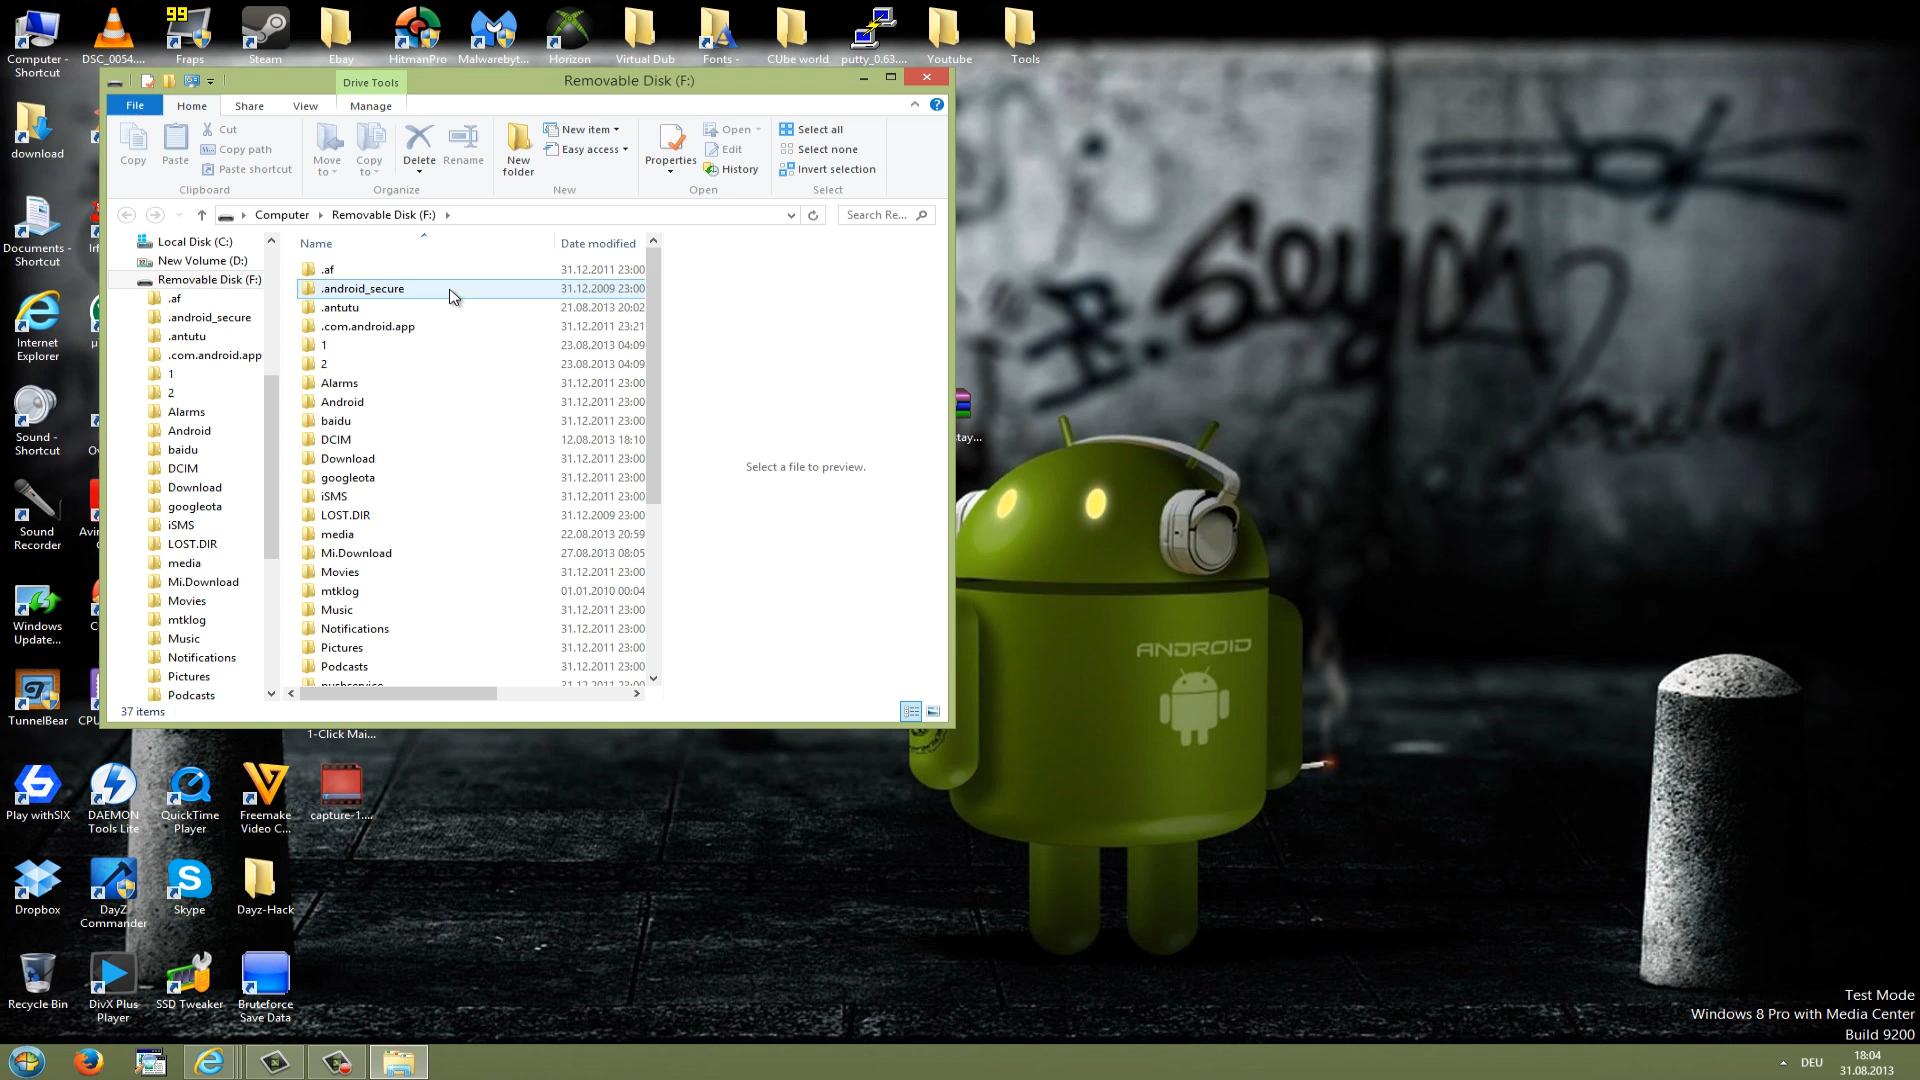 Computer -
Shortcut
DSC_0054....
99
Fraps
Steam
Ebay
HitmanPro
Malwarebyt...
Horizon
Virtual Dub
Fonts -
CUbe world
putty_0.63....
Youtube
Tools
Drive Tools
Removable Disk (F:)
File
Home
Share
View
Manage
Copy
Paste
Cut
Copy path
Paste shortcut
Clipboard
Move
to
Copy
to
Delete
Rename
Organize
New
folder
New item
Easy access
New
Properties
Open
Edit
History
Open
Select all
Select none
Invert selection
Select
Computer
Removable Disk (F:)
Search Re...
Local Disk (C:)
New Volume (D:)
Removable Disk (F:)
.af
.android_secure
.antutu
.com.android.app
1
2
Alarms
Android
baidu
DCIM
Download
googleota
iSMS
LOST.DIR
media
Mi.Download
Movies
mtklog
Music
Notifications
Pictures
Podcasts
Name
Date modified
.af 31.12.2011 23:00
.android_secure 31.12.2009 23:00
.antutu 21.08.2013 20:02
.com.android.app 31.12.2011 23:21
1 23.08.2013 04:09
2 23.08.2013 04:09
Alarms 31.12.2011 23:00
Android 31.12.2011 23:00
baidu 31.12.2011 23:00
DCIM 12.08.2013 18:10
Download 31.12.2011 23:00
googleota 31.12.2011 23:00
iSMS 31.12.2011 23:00
LOST.DIR 31.12.2009 23:00
media 22.08.2013 20:59
Mi.Download 27.08.2013 08:05
Movies 31.12.2011 23:00
mtklog 01.01.2010 00:04
Music 31.12.2011 23:00
Notifications 31.12.2011 23:00
Pictures 31.12.2011 23:00
Podcasts 31.12.2011 23:00
Select a file to preview.
37 items
download
Documents -
Shortcut
Internet
Explorer
Sound -
Shortcut
Sound
Recorder
Windows
Update...
TunnelBear
1-Click Mai...
Play withSIX
DAEMON
Tools Lite
QuickTime
Player
Freemake
Video C...
capture-1....
Dropbox
DayZ
Commander
Skype
Dayz-Hack
Recycle Bin
DivX Plus
Player
SSD Tweaker
Bruteforce
Save Data
tay...
ANDROID
Test Mode
Windows 8 Pro with Media Center
Build 9200
DEU
18:04
31.08.2013